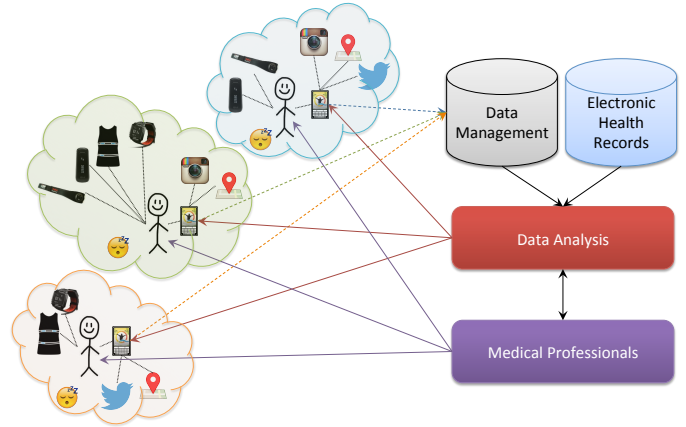 Data
Management
Electronic
Health
Records
Data Analysis
Medical Professionals